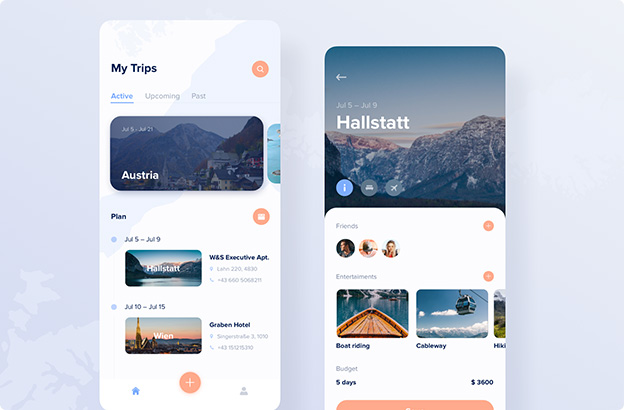 My Trips
Active Upcoming Past
Jul 5 - Jul 21
Austria
Plan
Jul 5 – Jul 9
Hallstatt
W&S Executive Apt.
Lahn 220, 4830
+43 660 5068211
Jul 10 – Jul 15
Wien
Graben Hotel
Singerstraße 3, 1010
+43 151215310
Jul 5 – Jul 9
Hallstatt
Friends
Enterteiments
Boat riding
Cableway
Hiki
Budget
5 days
$ 3600